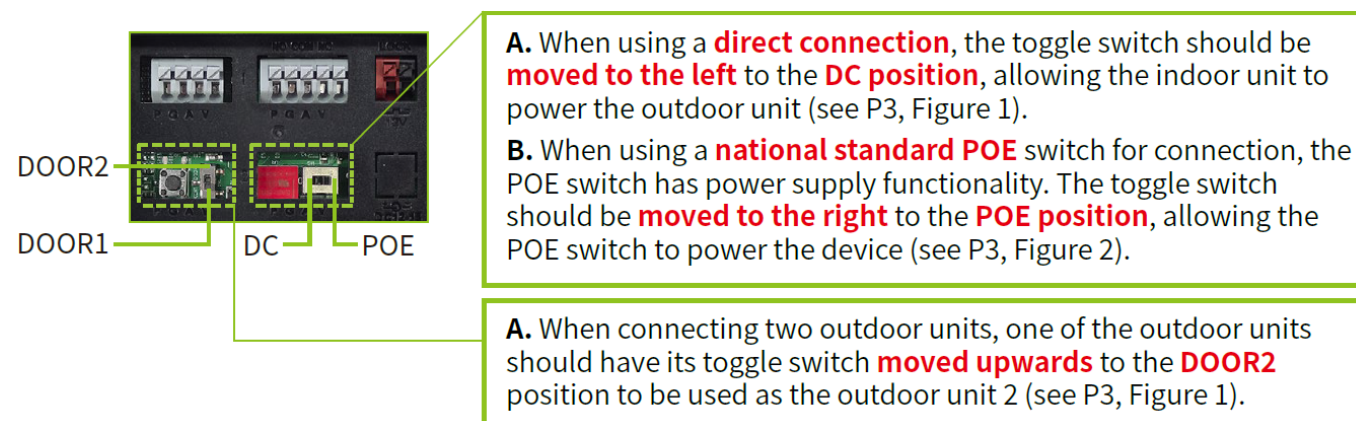 NO COM NC LOCK
P G A V P G A V
12V
DOOR2
DOOR1
DC
POE
A. When using a direct connection, the toggle switch should be
moved to the left to the DC position, allowing the indoor unit to
power the outdoor unit (see P3, Figure 1).
B. When using a national standard POE switch for connection, the
POE switch has power supply functionality. The toggle switch
should be moved to the right to the POE position, allowing the
POE switch to power the device (see P3, Figure 2).
A. When connecting two outdoor units, one of the outdoor units
should have its toggle switch moved upwards to the DOOR2
position to be used as the outdoor unit 2 (see P3, Figure 1).